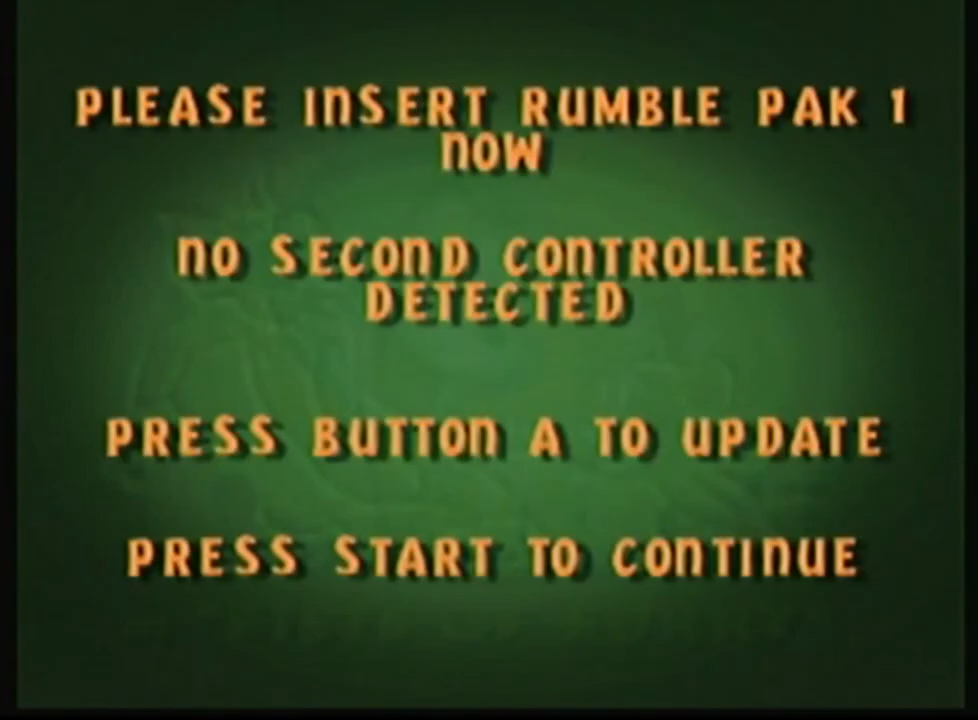 PLEASE INSERT RUMBLE PAK 1
NOW
NO SECOND CONTROLLER
DETECTED
PRESS BUTTON A TO UPDATE
PRESS START TO CONTINUE